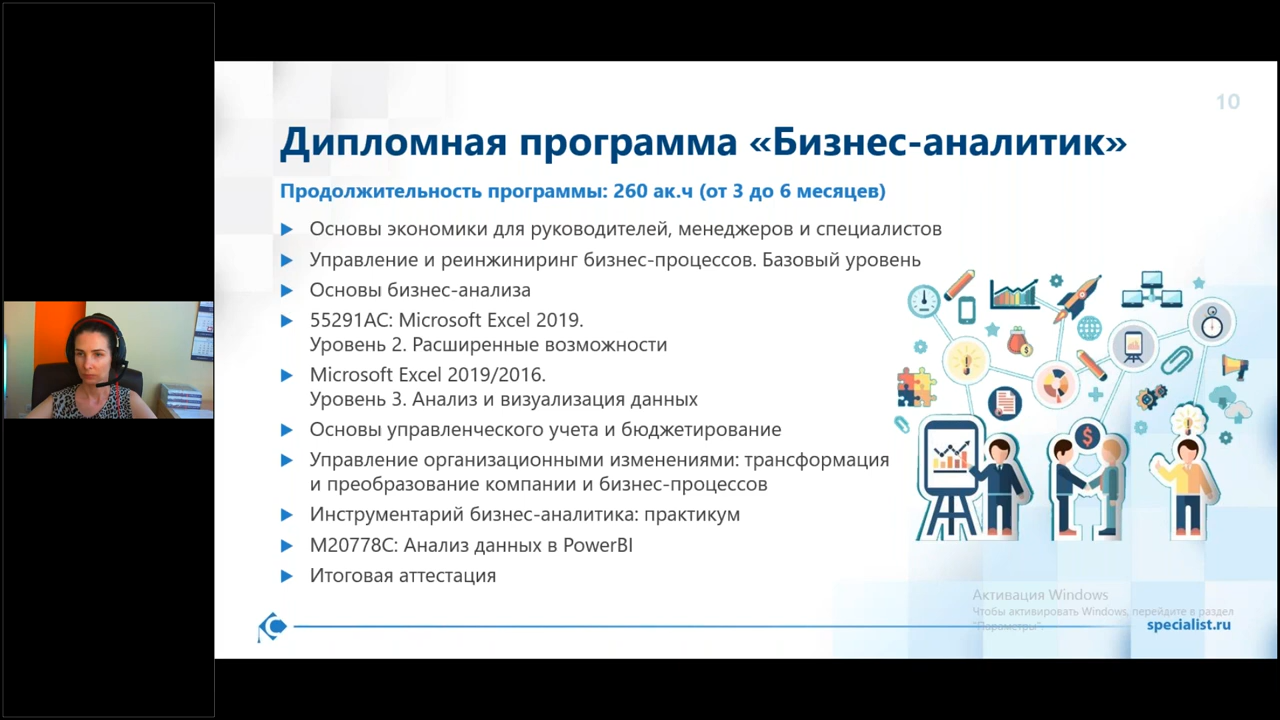 10
Дипломная программа «Бизнес-аналитик»
Продолжительность программы: 260 ак.ч (от 3 до 6 месяцев)
Основы экономики для руководителей, менеджеров и специалистов
Управление и реинжиниринг бизнес-процессов. Базовый уровень
Основы бизнес-анализа
55291AC: Microsoft Excel 2019.
Уровень 2. Расширенные возможности
Microsoft Excel 2019/2016.
Уровень 3. Анализ и визуализация данных
Основы управленческого учета и бюджетирование
Управление организационными изменениями: трансформация
и преобразование компании и бизнес-процессов
Инструментарий бизнес-аналитика: практикум
M20778C: Анализ данных в PowerBI
Итоговая аттестация
Активация Windows
Чтобы активировать Windows, перейдите в раздел
"Параметры".
specialist.ru